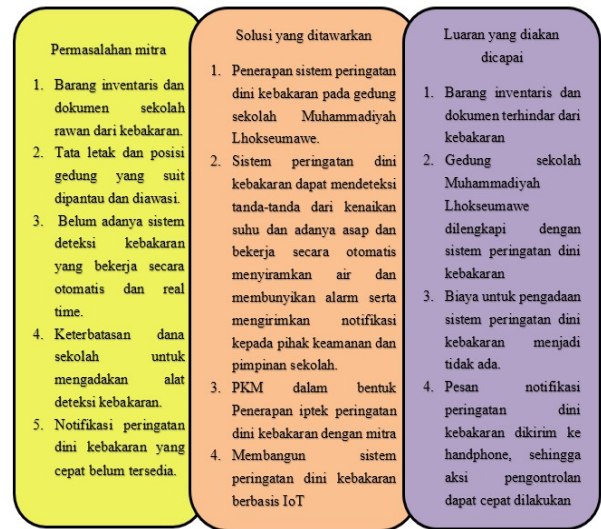 Permasalahan mitra
1. Barang inventaris dan
dokumen sekolah
rawan dari kebakaran.
2. Tata letak dan posisi
gedung yang suit
dipantau dan diawasi.
3. Belum adanya sistem
deteksi kebakaran
yang bekerja secara
otomatis dan real
time.
4. Keterbatasan dana
sekolah untuk
mengadakan alat
deteksi kebakaran.
5. Notifikasi peringatan
dini kebakaran yang
cepat belum tersedia.
Solusi yang ditawarkan
1. Penerapan sistem peringatan
dini kebakaran pada gedung
sekolah Muhammadiyah
Lhokseumawe.
2. Sistem peringatan dini
kebakaran dapat mendeteksi
tanda-tanda dari kenaikan
suhu dan adanya asap dan
bekerja secara otomatis
menyiramkan air dan
membunyikan alarm serta
mengirimkan notifikasi
kepada pihak keamanan dan
pimpinan sekolah.
3. PKM dalam bentuk
Penerapan iptek peringatan
dini kebakaran dengan mitra
4. Membangun sistem
peringatan dini kebakaran
berbasis IoT
Luaran yang diakan
dicapai
1. Barang inventaris dan
dokumen terhindar dari
kebakaran
2. Gedung sekolah
Muhammadiyah
Lhokseumawe
dilengkapi dengan
sistem peringatan dini
kebakaran
3. Biaya untuk pengadaan
sistem peringatan dini
kebakaran menjadi
tidak ada.
4. Pesan notifikasi
peringatan dini
kebakaran dikirim ke
handphone, sehingga
aksi pengontrolan
dapat cepat dilakukan